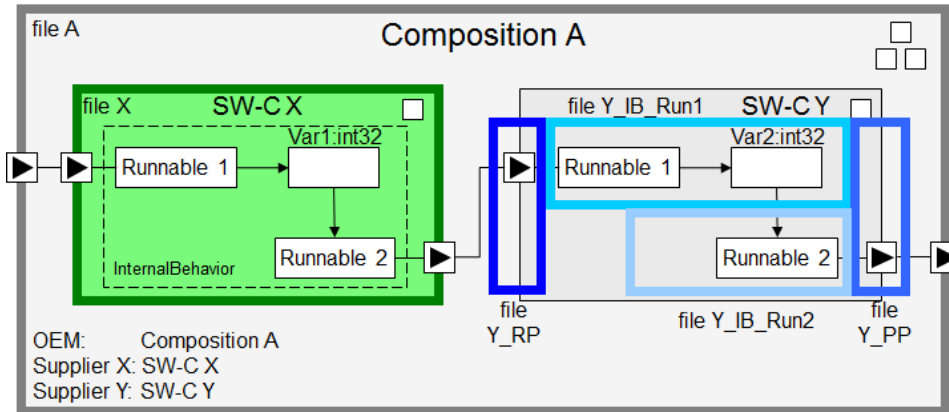 file A
Composition A
file X
SW-C X
file Y_IB_Run1
SW-C Y
Var1:int32
Var2:int32
Runnable 1
Runnable 1
Runnable 2
Runnable 2
InternalBehavior
file
Y_RP
file Y_IB_Run2
file
Y_PP
OEM: Composition A
Supplier X: SW-C X
Supplier Y: SW-C Y